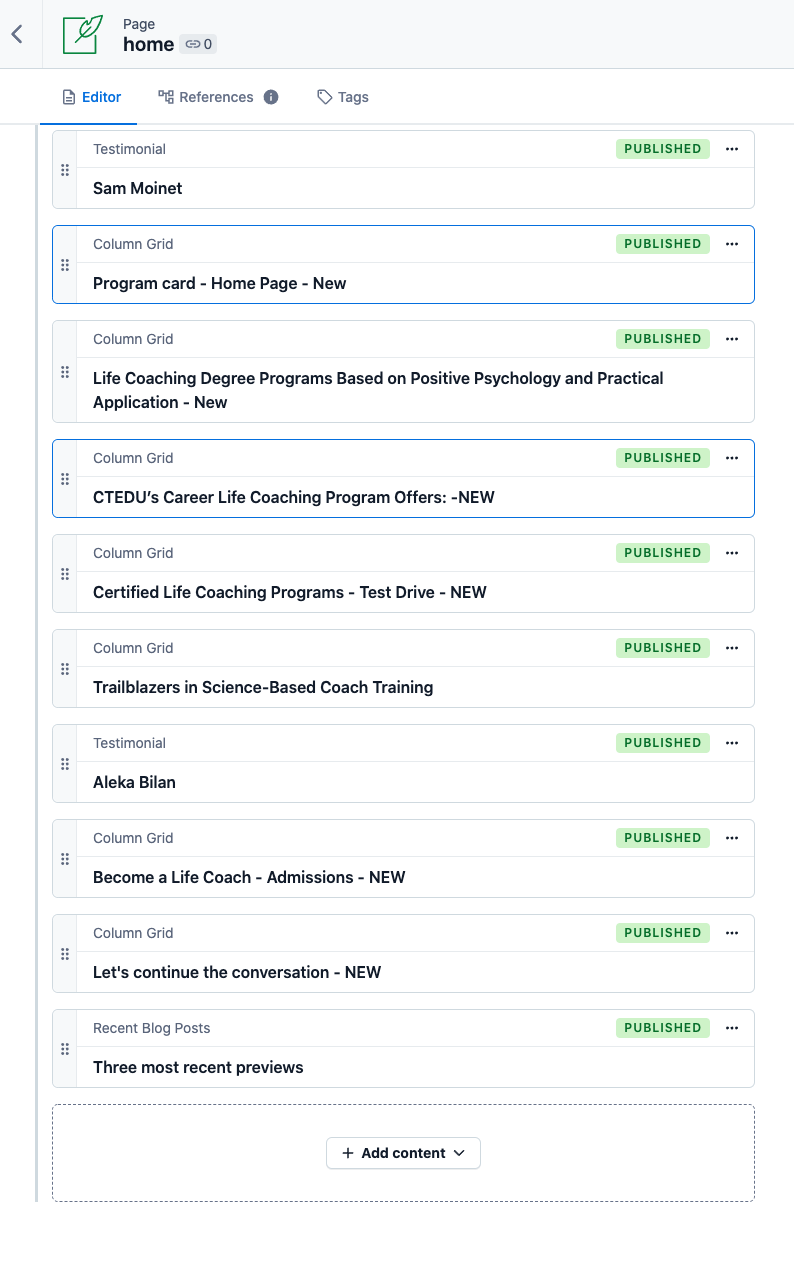 Page
home 0
Editor References i Tags
Testimonial PUBLISHED ...
Sam Moinet
Column Grid PUBLISHED ...
Program card - Home Page - New
Column Grid PUBLISHED ...
Life Coaching Degree Programs Based on Positive Psychology and Practical
Application - New
Column Grid PUBLISHED ...
CTEDU’s Career Life Coaching Program Offers: -NEW
Column Grid PUBLISHED ...
Certified Life Coaching Programs - Test Drive - NEW
Column Grid PUBLISHED ...
Trailblazers in Science-Based Coach Training
Testimonial PUBLISHED ...
Aleka Bilan
Column Grid PUBLISHED ...
Become a Life Coach - Admissions - NEW
Column Grid PUBLISHED ...
Let's continue the conversation - NEW
Recent Blog Posts PUBLISHED ...
Three most recent previews
+ Add content